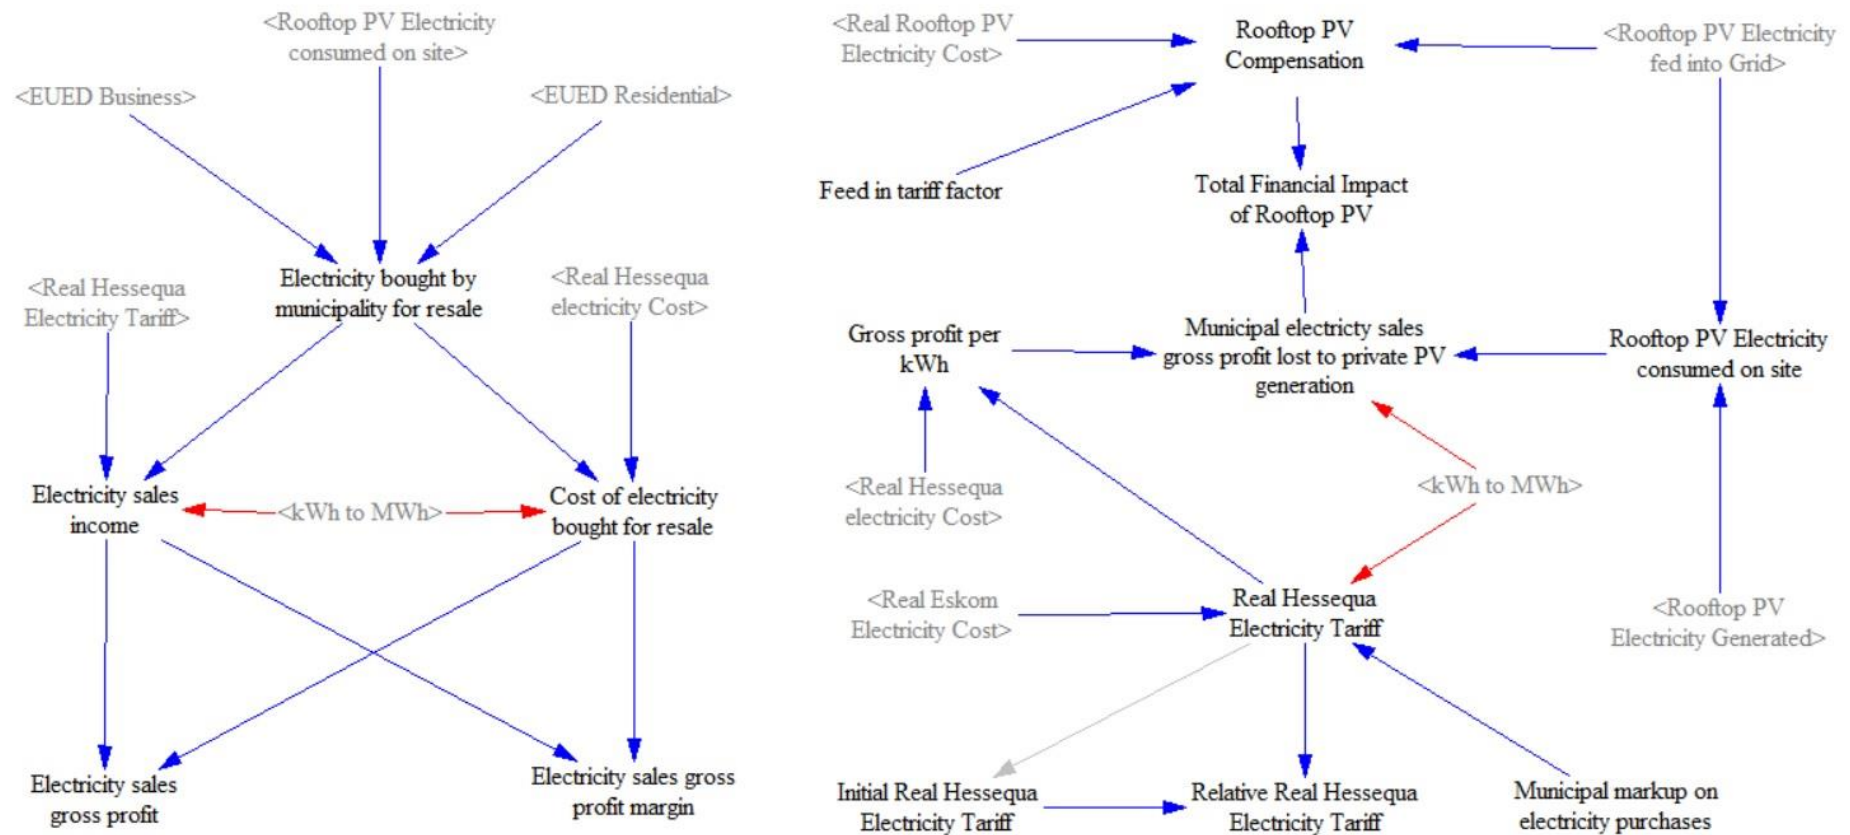 <Rooftop PV Electricity
consumed on site>
<EUED Business>
<EUED Residential>
<Real Hessequa
Electricity Tariff>
Electricity bought by
municipality for resale
<Real Hessequa
electricity Cost>
Electricity sales
income
<kWh to MWh>
Cost of electricity
bought for resale
Electricity sales
gross profit
Electricity sales gross
profit margin
<Real Rooftop PV
Electricity Cost>
Rooftop PV
Compensation
<Rooftop PV Electricity
fed into Grid>
Feed in tariff factor
Total Financial Impact
of Rooftop PV
Gross profit per
kWh
Municipal electricty sales
gross profit lost to private PV
generation
Rooftop PV Electricity
consumed on site
<Real Hessequa
electricity Cost>
<kWh to MWh>
<Real Eskom
Electricity Cost>
Real Hessequa
Electricity Tariff
<Rooftop PV
Electricity Generated>
Initial Real Hessequa
Electricity Tariff
Relative Real Hessequa
Electricity Tariff
Municipal markup on
electricity purchases